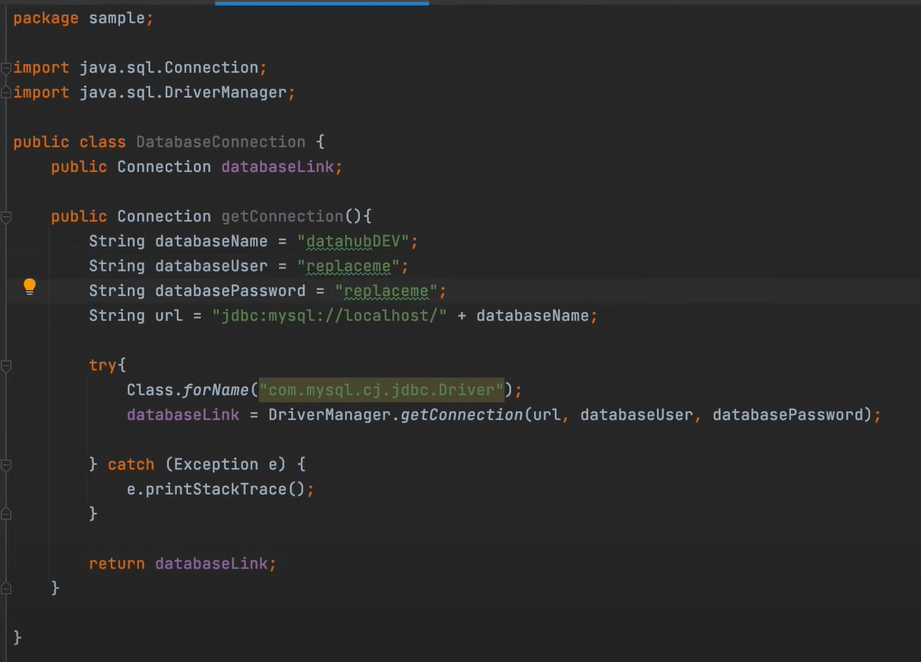 package sample;
import java.sql.Connection;
import java.sql.DriverManager;
public class DatabaseConnection {
    public Connection databaseLink;
    public Connection getConnection(){
        String databaseName = "datahubDEV";
        String databaseUser = "replaceme";
        String databasePassword = "replaceme";
        String url = "jdbc:mysql://localhost/" + databaseName;
        try{
            Class.forName("com.mysql.cj.jdbc.Driver");
            databaseLink = DriverManager.getConnection(url, databaseUser, databasePassword);
        } catch (Exception e) {
            e.printStackTrace();
        }
        return databaseLink;
    }
}